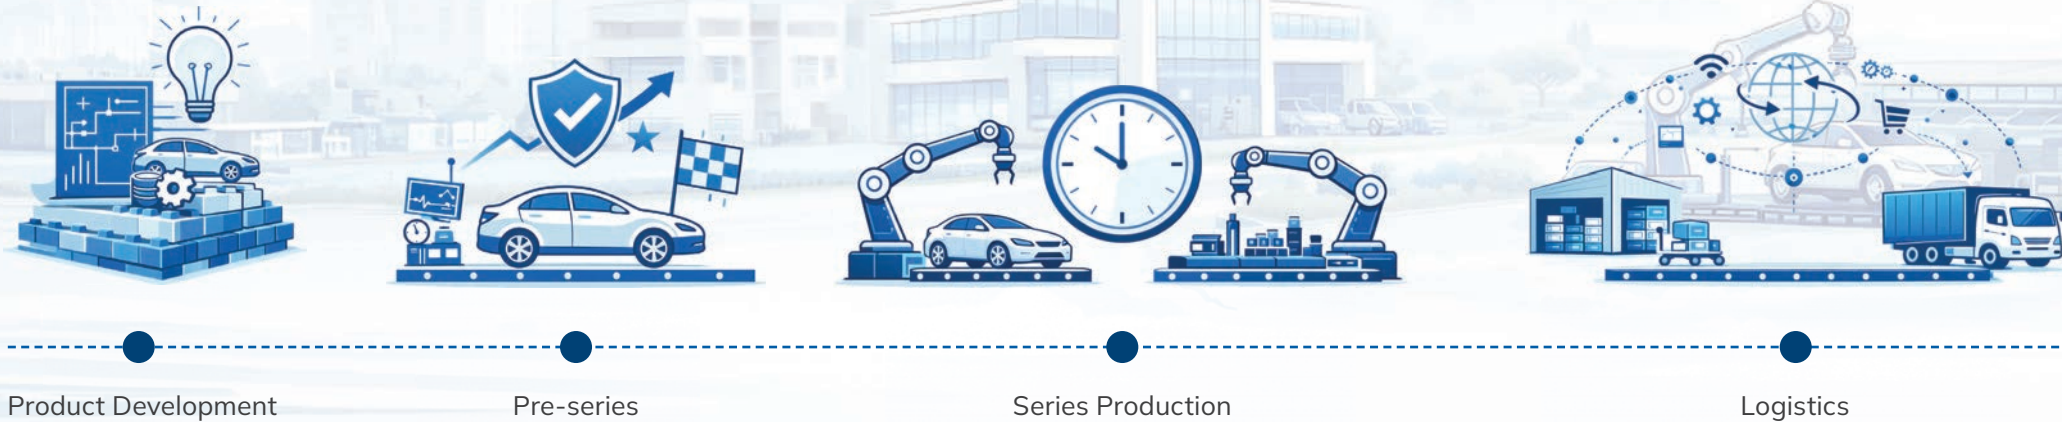 Product Development
Pre-series
Series Production
Logistics